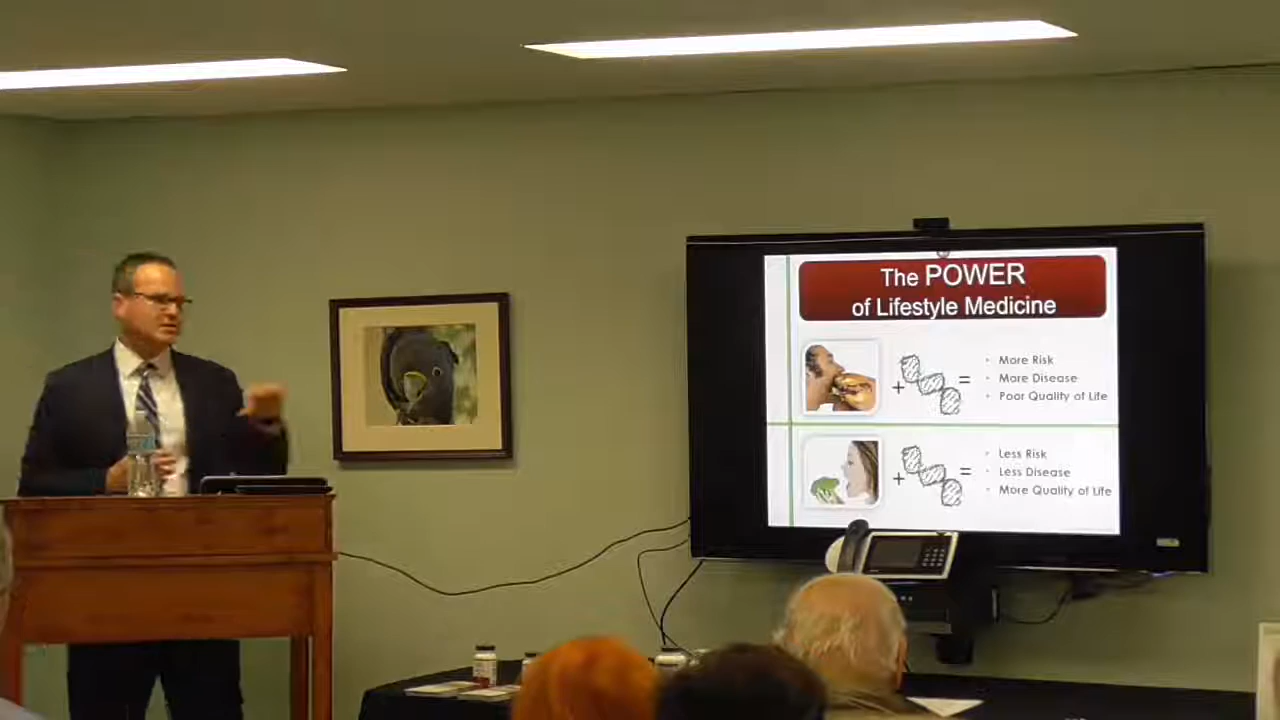 The POWER
of Lifestyle Medicine
+
=
• More Risk
• More Disease
• Poor Quality of Life
+
=
• Less Risk
• Less Disease
• More Quality of Life